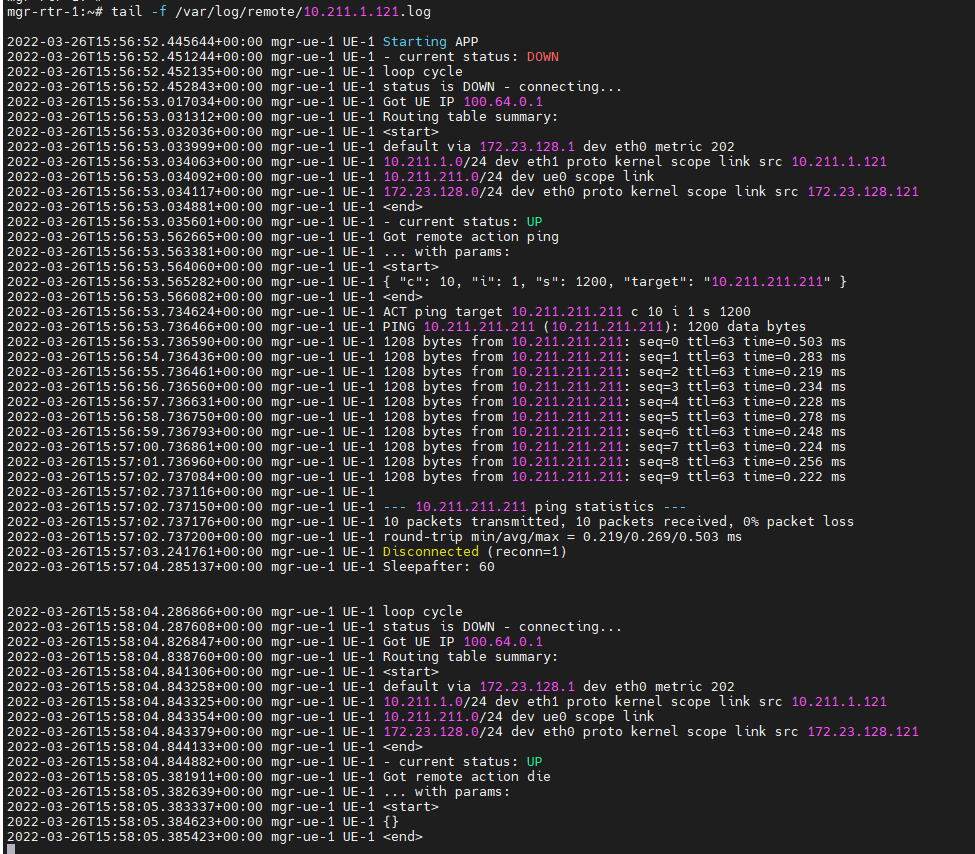 mgr-rtr-1:~# tail -f /var/log/remote/10.211.1.121.log
2022-03-26T15:56:52.445644+00:00 mgr-ue-1 UE-1 Starting APP
2022-03-26T15:56:52.451244+00:00 mgr-ue-1 UE-1 - current status: DOWN
2022-03-26T15:56:52.452135+00:00 mgr-ue-1 UE-1 loop cycle
2022-03-26T15:56:52.452843+00:00 mgr-ue-1 UE-1 status is DOWN - connecting...
2022-03-26T15:56:53.017034+00:00 mgr-ue-1 UE-1 Got UE IP 100.64.0.1
2022-03-26T15:56:53.031312+00:00 mgr-ue-1 UE-1 Routing table summary:
2022-03-26T15:56:53.032036+00:00 mgr-ue-1 UE-1 <start>
2022-03-26T15:56:53.033999+00:00 mgr-ue-1 UE-1 default via 172.23.128.1 dev eth0 metric 202
2022-03-26T15:56:53.034063+00:00 mgr-ue-1 UE-1 10.211.1.0/24 dev eth1 proto kernel scope link src 10.211.1.121
2022-03-26T15:56:53.034092+00:00 mgr-ue-1 UE-1 10.211.211.0/24 dev ue0 scope link
2022-03-26T15:56:53.034117+00:00 mgr-ue-1 UE-1 172.23.128.0/24 dev eth0 proto kernel scope link src 172.23.128.121
2022-03-26T15:56:53.034881+00:00 mgr-ue-1 UE-1 <end>
2022-03-26T15:56:53.035601+00:00 mgr-ue-1 UE-1 - current status: UP
2022-03-26T15:56:53.562665+00:00 mgr-ue-1 UE-1 Got remote action ping
2022-03-26T15:56:53.563381+00:00 mgr-ue-1 UE-1 ... with params:
2022-03-26T15:56:53.564060+00:00 mgr-ue-1 UE-1 <start>
2022-03-26T15:56:53.565282+00:00 mgr-ue-1 UE-1 { "c": 10, "i": 1, "s": 1200, "target": "10.211.211.211" }
2022-03-26T15:56:53.566082+00:00 mgr-ue-1 UE-1 <end>
2022-03-26T15:56:53.734624+00:00 mgr-ue-1 UE-1 ACT ping target 10.211.211.211 c 10 i 1 s 1200
2022-03-26T15:56:53.736466+00:00 mgr-ue-1 UE-1 PING 10.211.211.211 (10.211.211.211): 1200 data bytes
2022-03-26T15:56:53.736590+00:00 mgr-ue-1 UE-1 1208 bytes from 10.211.211.211: seq=0 ttl=63 time=0.503 ms
2022-03-26T15:56:54.736436+00:00 mgr-ue-1 UE-1 1208 bytes from 10.211.211.211: seq=1 ttl=63 time=0.283 ms
2022-03-26T15:56:55.736461+00:00 mgr-ue-1 UE-1 1208 bytes from 10.211.211.211: seq=2 ttl=63 time=0.219 ms
2022-03-26T15:56:56.736560+00:00 mgr-ue-1 UE-1 1208 bytes from 10.211.211.211: seq=3 ttl=63 time=0.234 ms
2022-03-26T15:56:57.736631+00:00 mgr-ue-1 UE-1 1208 bytes from 10.211.211.211: seq=4 ttl=63 time=0.228 ms
2022-03-26T15:56:58.736750+00:00 mgr-ue-1 UE-1 1208 bytes from 10.211.211.211: seq=5 ttl=63 time=0.278 ms
2022-03-26T15:56:59.736793+00:00 mgr-ue-1 UE-1 1208 bytes from 10.211.211.211: seq=6 ttl=63 time=0.248 ms
2022-03-26T15:57:00.736861+00:00 mgr-ue-1 UE-1 1208 bytes from 10.211.211.211: seq=7 ttl=63 time=0.224 ms
2022-03-26T15:57:01.736960+00:00 mgr-ue-1 UE-1 1208 bytes from 10.211.211.211: seq=8 ttl=63 time=0.256 ms
2022-03-26T15:57:02.737084+00:00 mgr-ue-1 UE-1 1208 bytes from 10.211.211.211: seq=9 ttl=63 time=0.222 ms
2022-03-26T15:57:02.737116+00:00 mgr-ue-1 UE-1
2022-03-26T15:57:02.737150+00:00 mgr-ue-1 UE-1 --- 10.211.211.211 ping statistics ---
2022-03-26T15:57:02.737176+00:00 mgr-ue-1 UE-1 10 packets transmitted, 10 packets received, 0% packet loss
2022-03-26T15:57:02.737200+00:00 mgr-ue-1 UE-1 round-trip min/avg/max = 0.219/0.269/0.503 ms
2022-03-26T15:57:03.241761+00:00 mgr-ue-1 UE-1 Disconnected (reconn=1)
2022-03-26T15:57:04.285137+00:00 mgr-ue-1 UE-1 Sleepafter: 60
2022-03-26T15:58:04.286866+00:00 mgr-ue-1 UE-1 loop cycle
2022-03-26T15:58:04.287608+00:00 mgr-ue-1 UE-1 status is DOWN - connecting...
2022-03-26T15:58:04.826847+00:00 mgr-ue-1 UE-1 Got UE IP 100.64.0.1
2022-03-26T15:58:04.838760+00:00 mgr-ue-1 UE-1 Routing table summary:
2022-03-26T15:58:04.841306+00:00 mgr-ue-1 UE-1 <start>
2022-03-26T15:58:04.843258+00:00 mgr-ue-1 UE-1 default via 172.23.128.1 dev eth0 metric 202
2022-03-26T15:58:04.843325+00:00 mgr-ue-1 UE-1 10.211.1.0/24 dev eth1 proto kernel scope link src 10.211.1.121
2022-03-26T15:58:04.843354+00:00 mgr-ue-1 UE-1 10.211.211.0/24 dev ue0 scope link
2022-03-26T15:58:04.843379+00:00 mgr-ue-1 UE-1 172.23.128.0/24 dev eth0 proto kernel scope link src 172.23.128.121
2022-03-26T15:58:04.844133+00:00 mgr-ue-1 UE-1 <end>
2022-03-26T15:58:04.844882+00:00 mgr-ue-1 UE-1 - current status: UP
2022-03-26T15:58:05.381911+00:00 mgr-ue-1 UE-1 Got remote action die
2022-03-26T15:58:05.382639+00:00 mgr-ue-1 UE-1 ... with params:
2022-03-26T15:58:05.383337+00:00 mgr-ue-1 UE-1 <start>
2022-03-26T15:58:05.384623+00:00 mgr-ue-1 UE-1 {}
2022-03-26T15:58:05.385423+00:00 mgr-ue-1 UE-1 <end>